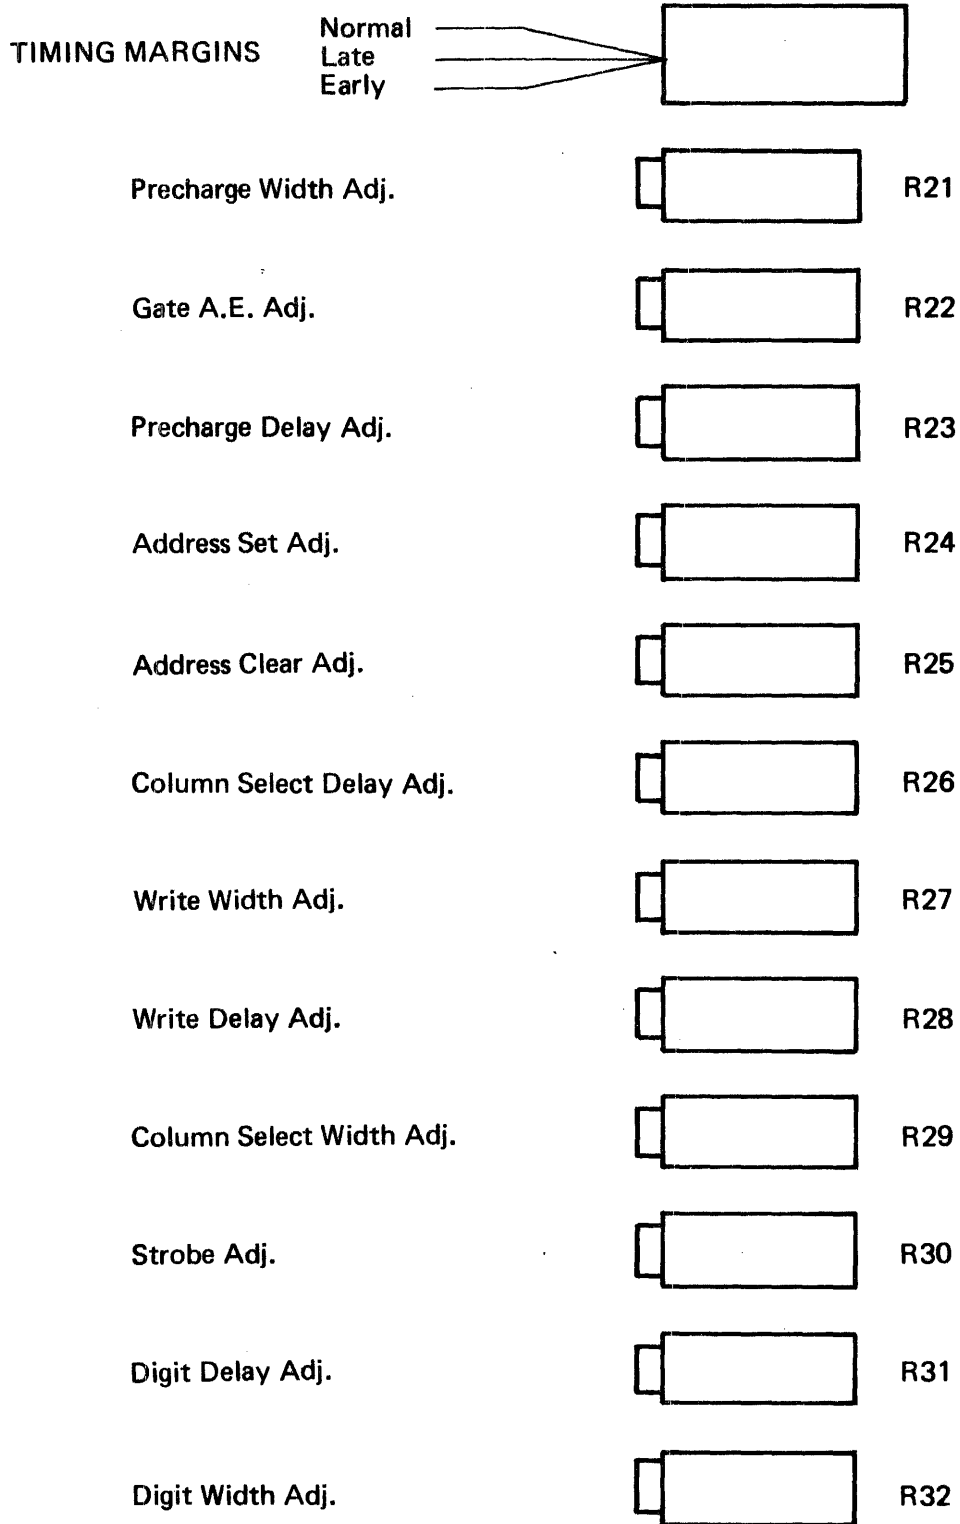 TIMING MARGINS
Normal
Late
Early
Precharge Width Adj. R21
Gate A.E. Adj. R22
Precharge Delay Adj. R23
Address Set Adj. R24
Address Clear Adj. R25
Column Select Delay Adj. R26
Write Width Adj. R27
Write Delay Adj. R28
Column Select Width Adj. R29
Strobe Adj. R30
Digit Delay Adj. R31
Digit Width Adj. R32